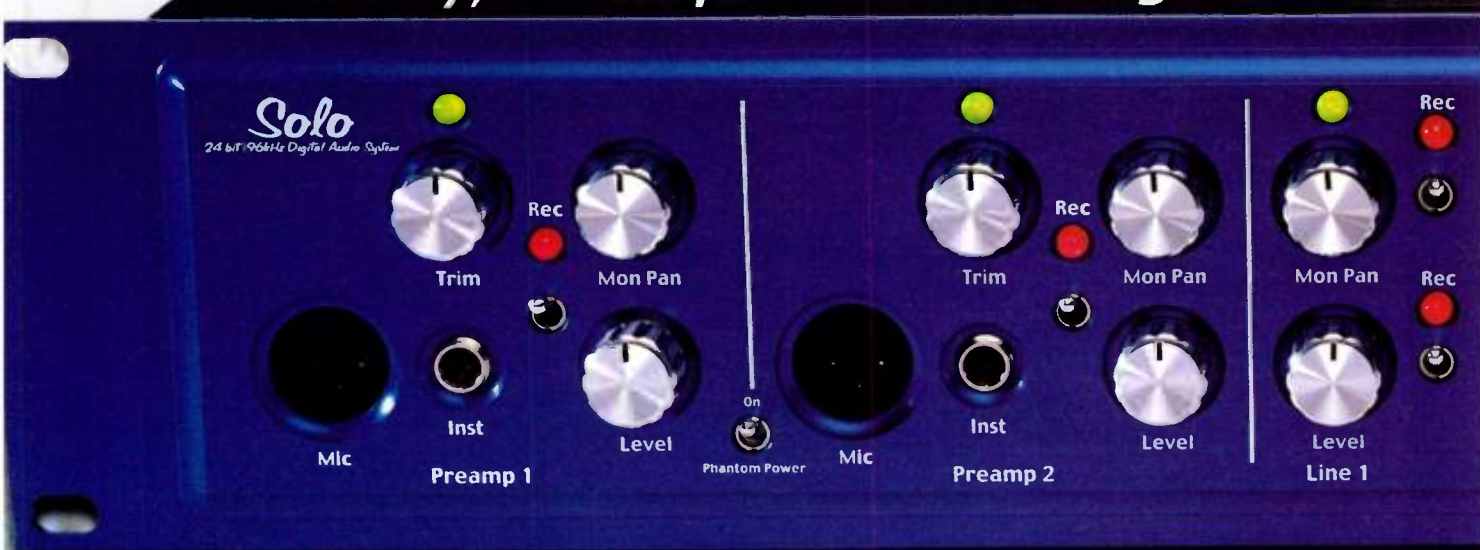 Solo
24 bit 96kHz Digital Audio System
Rec
Rec
Rec
Trim
Mon Pan
Trim
Mon Pan
Mon Pan
Rec
On
Inst
Level
Inst
Level
Level
Mic
Phantom Power
Mic
Preamp 1
Preamp 2
Line 1